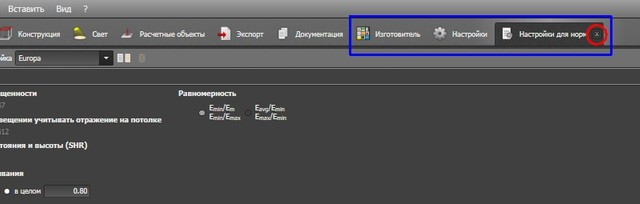 Вставить Вид ?
Конструкция Свет Расчетные объекты Экспорт Документация Изготовитель Настройки Настройки для норм x
Europa
Равномерность
Emin/Em Eavg/Emin
Emin/Emax Emax/Emin
вещении учитывать отражение на потолке
тояния и высоты (SHR)
в целом 0.80